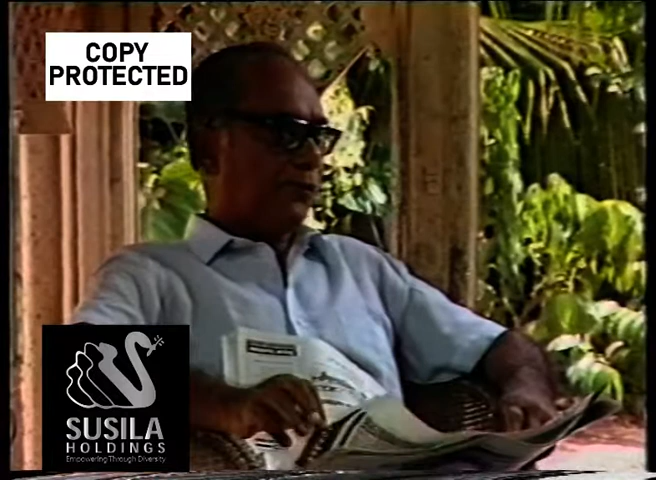 COPY
PROTECTED
SUSILA
HOLDINGS
Empowering Through Diversity